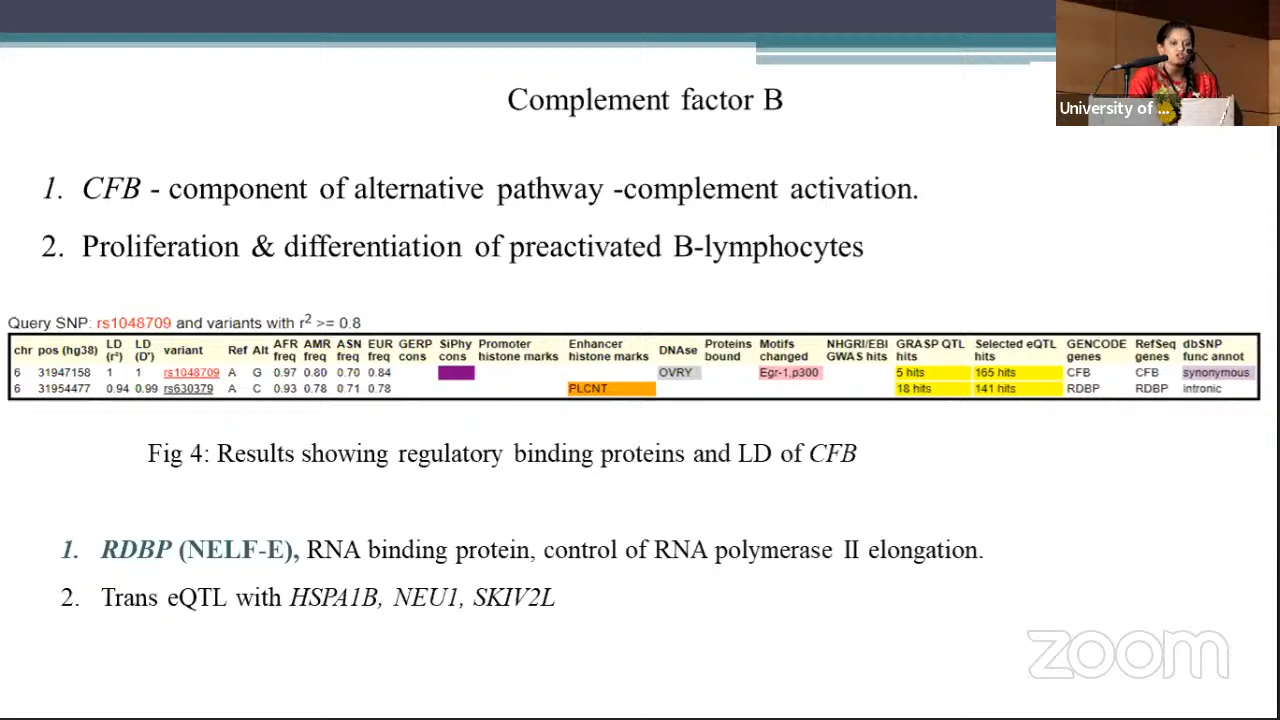 University of ...
Complement factor B
1. CFB - component of alternative pathway -complement activation.
2. Proliferation & differentiation of preactivated B-lymphocytes
Query SNP: rs1048709 and variants with r2 >= 0.8
chr pos (hg38) LD (r²) LD (D') variant Ref Alt AFR freq AMR freq ASN freq EUR freq GERP cons SiPhy cons Promoter histone marks Enhancer histone marks DNAse Proteins bound Motifs changed NHGRI/EBI GWAS hits GRASP QTL hits Selected eQTL hits GENCODE genes RefSeq genes dbSNP func annot
6 31947158 1 1 rs1048709 A G 0.97 0.80 0.70 0.84 OVRY Egr-1,p300 5 hits 165 hits CFB CFB synonymous
6 31954477 0.94 0.99 rs630379 A C 0.93 0.78 0.71 0.78 PLCNT 18 hits 141 hits RDBP RDBP intronic
Fig 4: Results showing regulatory binding proteins and LD of CFB
1. RDBP (NELF-E), RNA binding protein, control of RNA polymerase II elongation.
2. Trans eQTL with HSPA1B, NEU1, SKIV2L
zoom